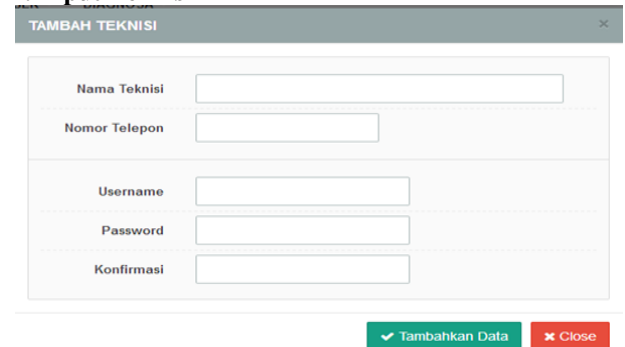 TAMBAH TEKNISI ×
Nama Teknisi
Nomor Telepon
Username
Password
Konfirmasi
✔ Tambahkan Data ✖ Close